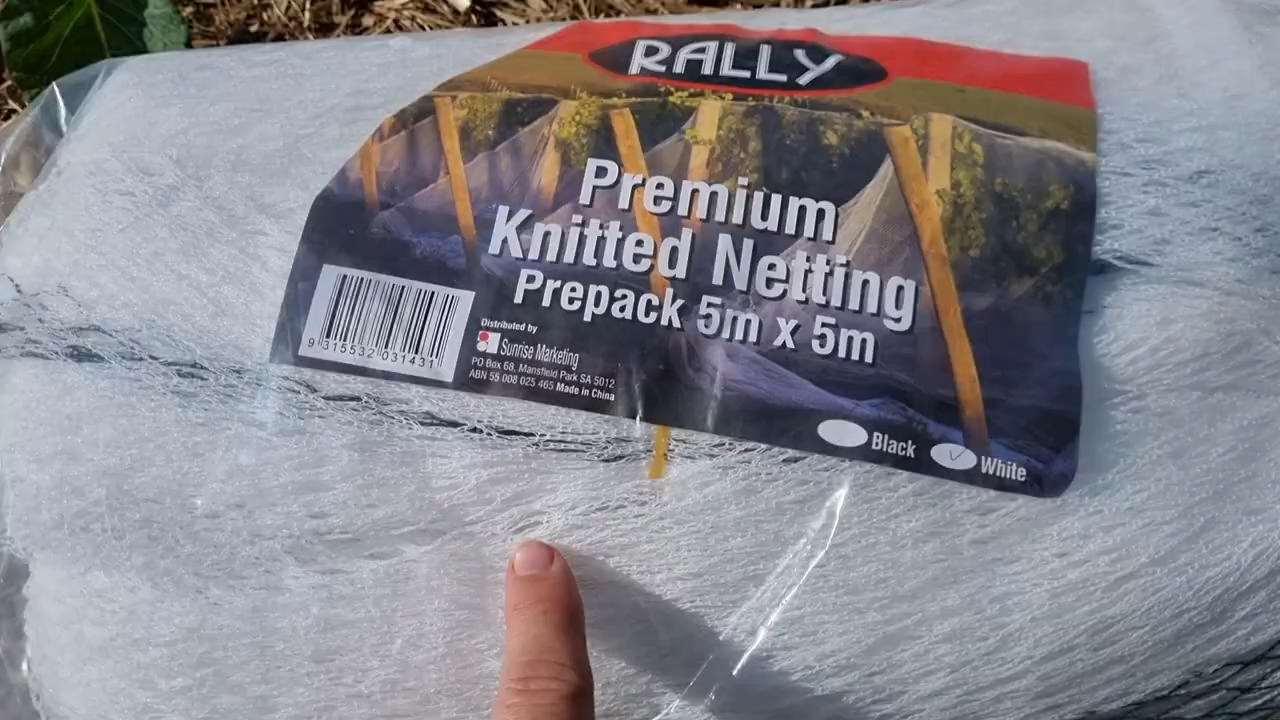 RALLY
Premium
Knitted Netting
Prepack 5m x 5m
Distributed by
Sunrise Marketing
PO Box 68, Mansfield Park SA 5012
ABN 55 008 025 465 Made in China
9 315532 031431
Black
White